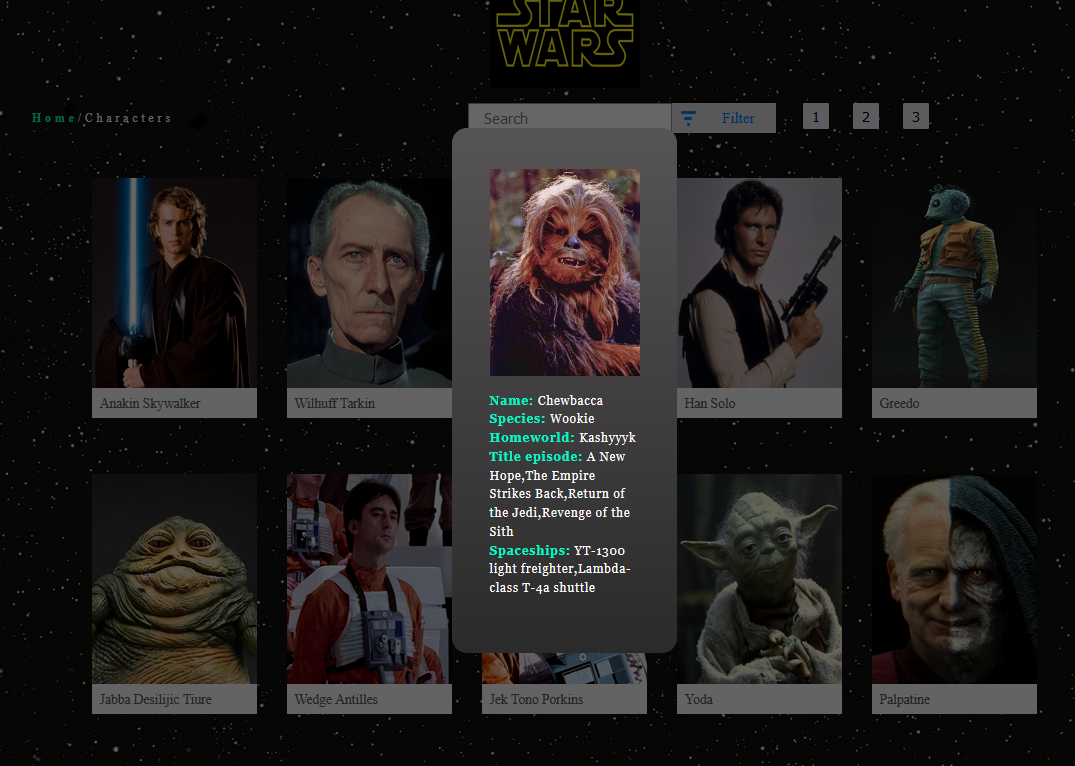 STAR
WARS
Home/Characters
Search
Filter
1
2
3
Name: Chewbacca
Species: Wookie
Homeworld: Kashyyyk
Title episode: A New
Hope,The Empire
Strikes Back,Return of
the Jedi,Revenge of the
Sith
Spaceships: YT-1300
light freighter,Lambda-
class T-4a shuttle
Anakin Skywalker
Wilhuff Tarkin
Han Solo
Greedo
Jabba Desilijic Tiure
Wedge Antilles
Jek Tono Porkins
Yoda
Palpatine